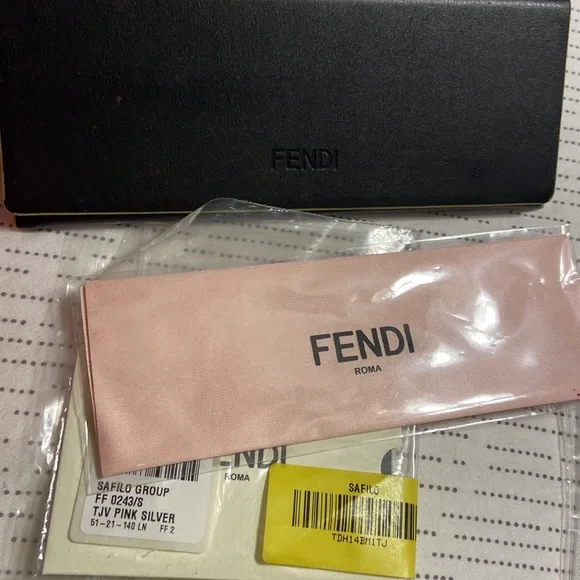 FENDI
FENDI
ROMA
ENDI
ROMA
SAFILO GROUP
FF 0243/S
TJV PINK SILVER
51-21-140 LN FF 2
SAFILO
TDH14BM1TJ